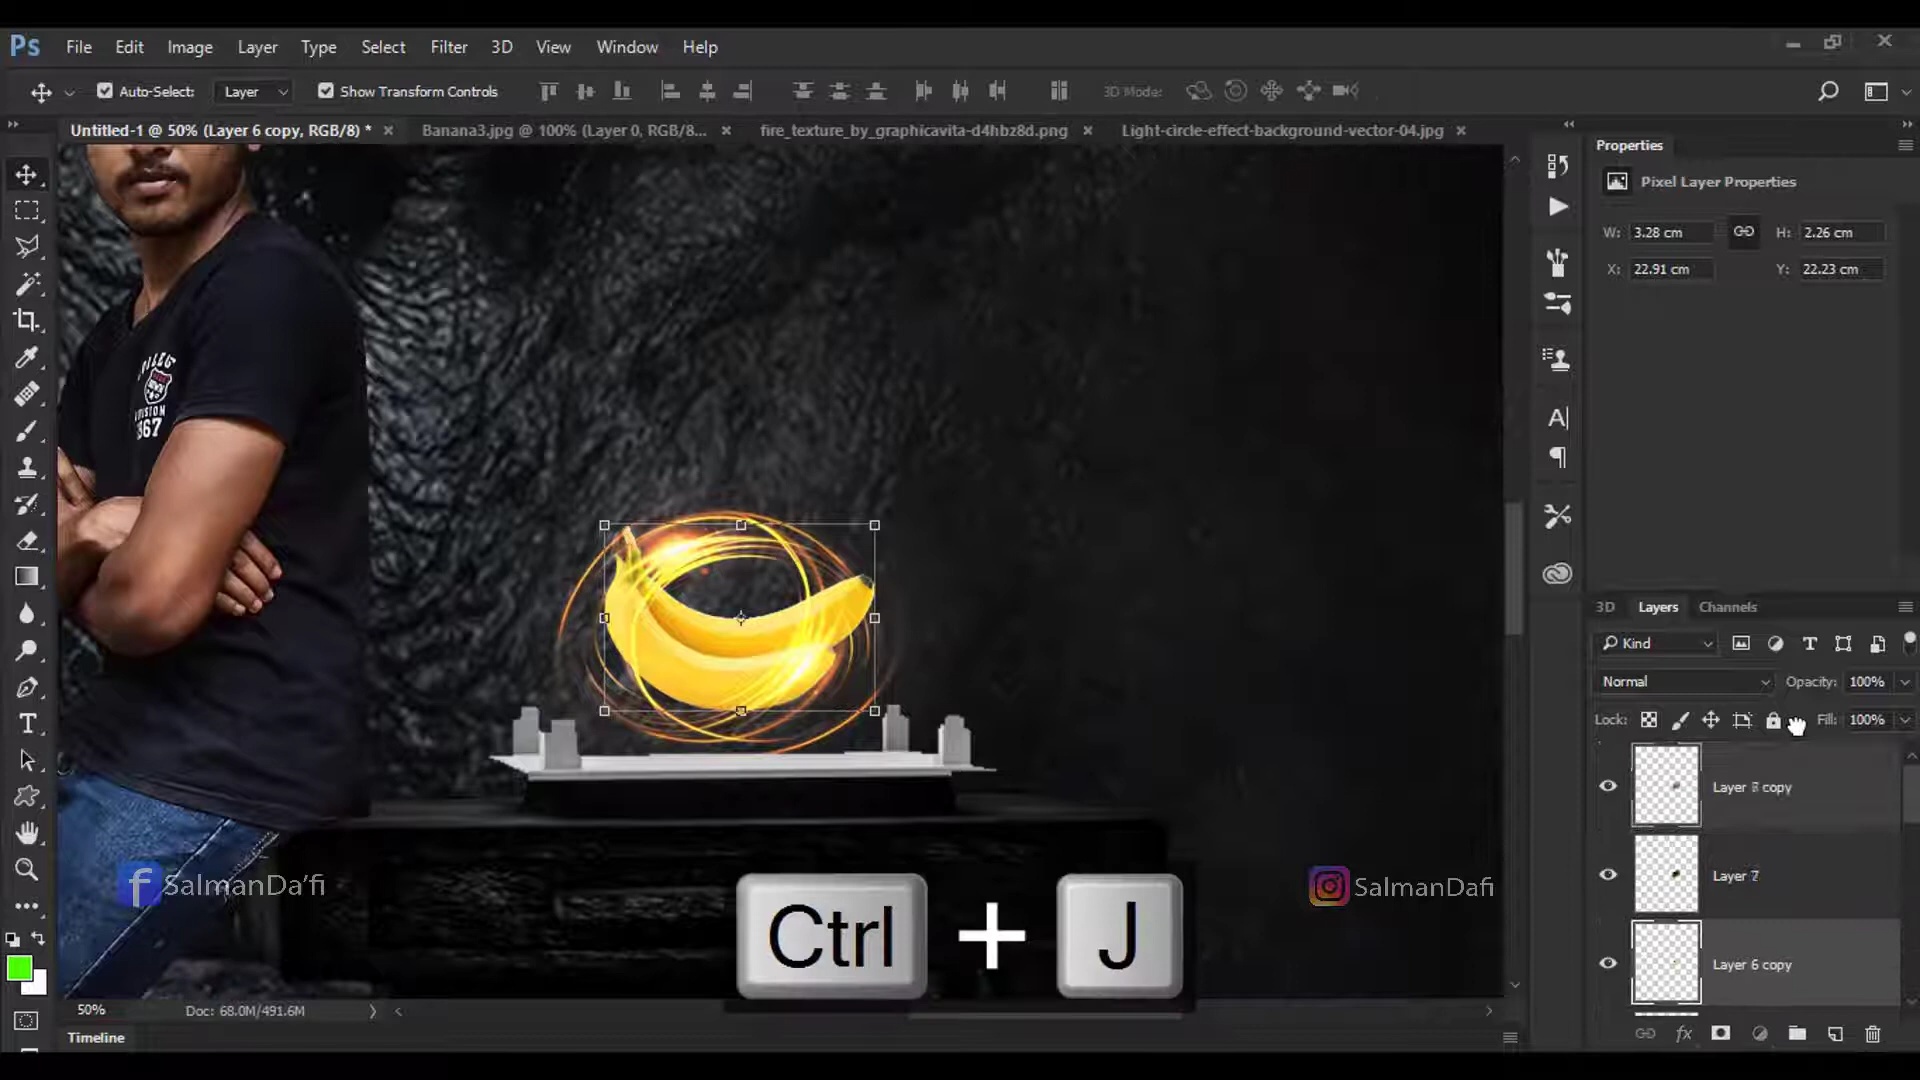 Ps File Edit Image Layer Type Select Filter 3D View Window Help
Auto-Select: Layer Show Transform Controls 3D Mode:
Untitled-1 @ 50% (Layer 6 copy, RGB/8) * Banana3.jpg @ 100% (Layer 0, RGB/8... fire_texture_by_graphicavita-d4hbz8d.png Light-circle-effect-background-vector-04.jpg
Properties
Pixel Layer Properties
W: 3.28 cm H: 2.26 cm
X: 22.91 cm Y: 22.23 cm
3D Layers Channels
Kind
Normal Opacity: 100%
Lock: Fill: 100%
Layer 7
Layer 6 copy
SalmanDa'fi
SalmanDafi
Ctrl + J
50% Doc: 68.0M/491.6M
Timeline